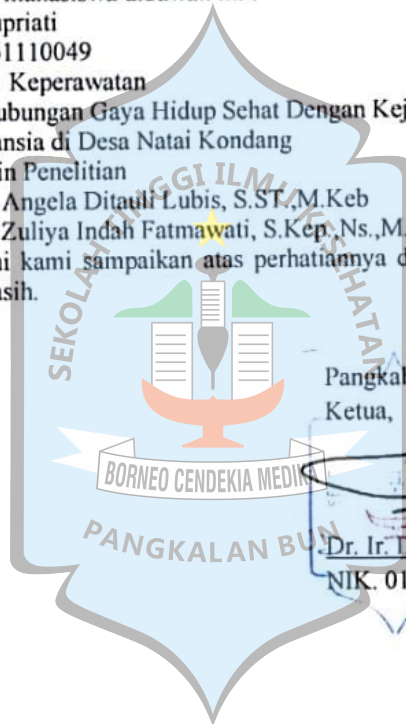 upriati
1110049
Keperawatan
ubungan Gaya Hidup Sehat Dengan Kej
ansia di Desa Natai Kondang
in Penelitian
Angela Ditauli Lubis, S.ST.,M.Keb
Zuliya Indah Fatmawati, S.Kep.,Ns.,M.
i kami sampaikan atas perhatiannya d
asih.
SEKOLAH TINGGI ILMU KESEHATAN
Pangkal
Ketua,
BORNEO CENDEKIA MEDIKA
PANGKALAN BUN
Dr. Ir. 
NIK. 01